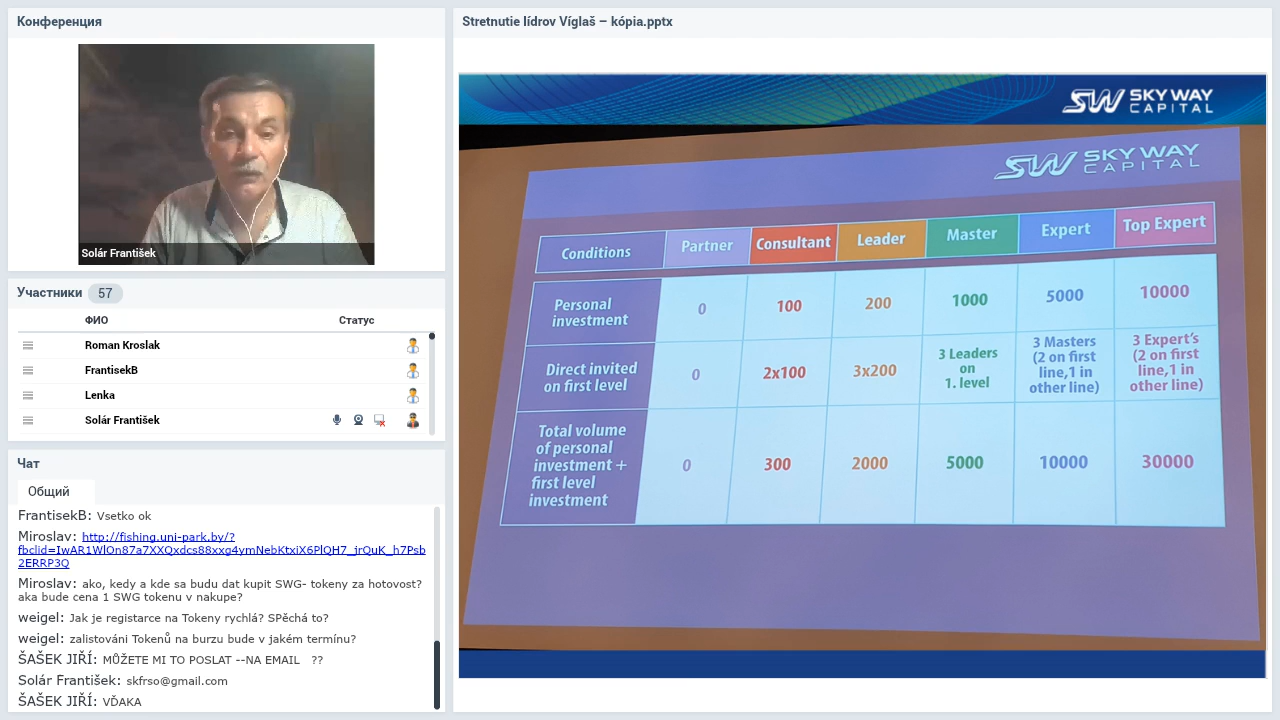 Конференция
Solár František
Участники 57
ФИО Статус
Roman Kroslak
FrantisekB
Lenka
Solár František
Чат
Общий
FrantisekB: Vsetko ok
Miroslav: http://fishing.uni-park.by/?
fbclid=IwAR1WlOn87a7XXQxdcs88xxg4ymNebKtxiX6PlQH7_jrQuK_h7Psb
2ERRP3Q
Miroslav: ako, kedy a kde sa budu dat kupit SWG- tokeny za hotovost?
aka bude cena 1 SWG tokenu v nakupe?
weigel: Jak je registarce na Tokeny rychlá? SPěchá to?
weigel: zalistováni Tokenů na burzu bude v jakém termínu?
ŠAŠEK JIŘÍ: MŮŽETE MI TO POSLAT --NA EMAIL ??
Solár František: skfrso@gmail.com
ŠAŠEK JIŘÍ: VĎAKA
Stretnutie lídrov Víglaš – kópia.pptx
SW SKY WAY
CAPITAL
SW SKY WAY
CAPITAL
Conditions Partner Consultant Leader Master Expert Top Expert
Personal
investment
0 100 200 1000 5000 10000
Direct invited
on first level
0 2x100 3x200
3 Leaders
on
1. level
3 Masters
(2 on first
line,1 in
other line)
3 Expert's
(2 on first
line,1 in
other line)
Total volume
of personal
investment +
first level
investment
0 300 2000 5000 10000 30000